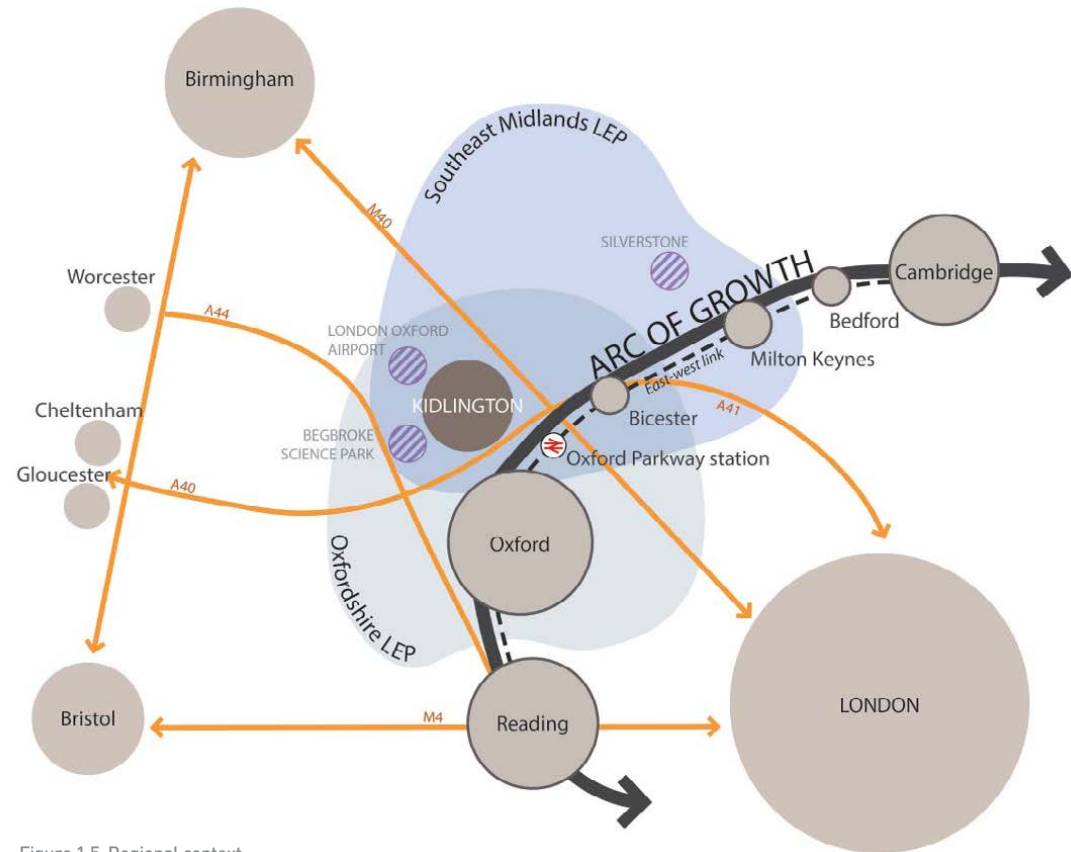 Birmingham
Southeast Midlands LEP
M40
SILVERSTONE
Worcester
A44
LONDON OXFORD
AIRPORT
ARC OF GROWTH
Cambridge
Bedford
Milton Keynes
East-west link
KIDLINGTON
Bicester
A41
Cheltenham
BEGBROKE
SCIENCE PARK
Oxford Parkway station
Gloucester
A40
Oxford
Oxfordshire LEP
Bristol
M4
Reading
LONDON
Figure 1.5 Regional context